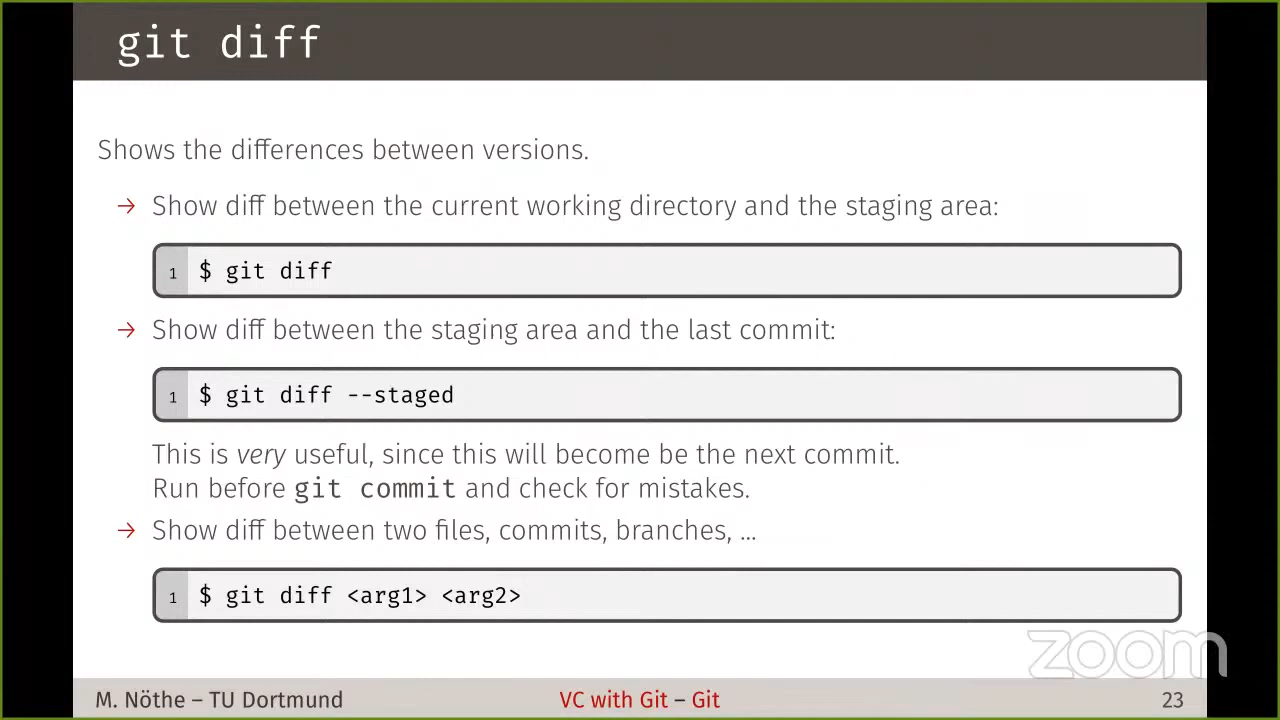 git diff
Shows the differences between versions.
→ Show diff between the current working directory and the staging area:
1 $ git diff
→ Show diff between the staging area and the last commit:
1 $ git diff --staged
This is very useful, since this will become be the next commit.
Run before git commit and check for mistakes.
→ Show diff between two files, commits, branches, …
1 $ git diff <arg1> <arg2>
zoom
M. Nöthe – TU Dortmund VC with Git – Git 23